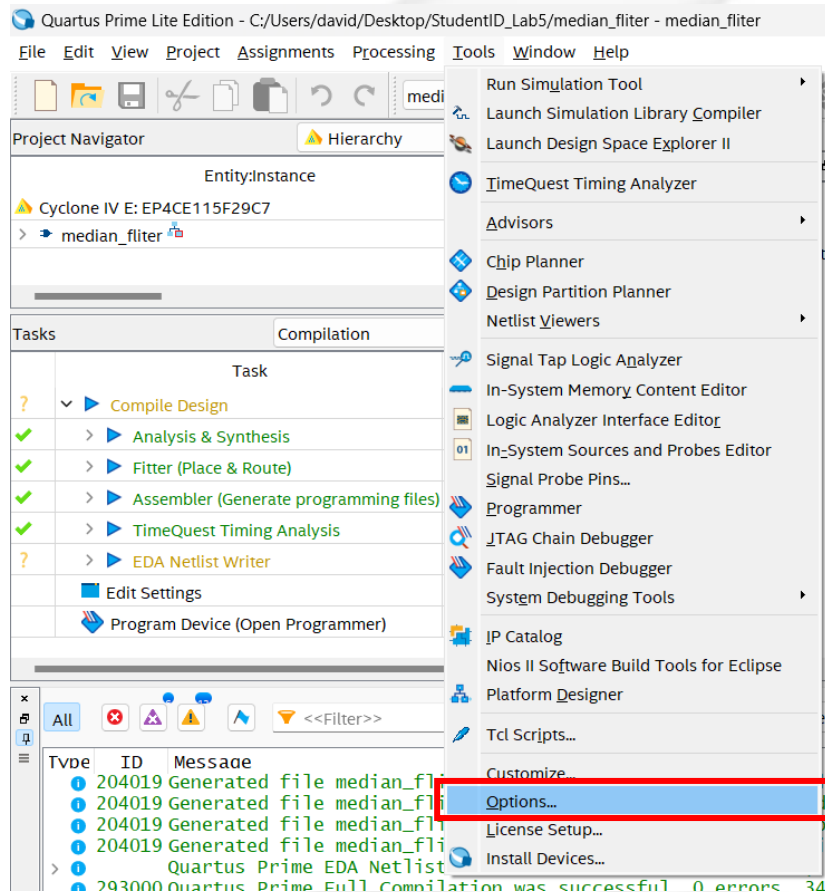 Quartus Prime Lite Edition - C:/Users/david/Desktop/StudentID_Lab5/median_fliter - median_fliter
File Edit View Project Assignments Processing Tools Window Help
medi
Project Navigator
Hierarchy
Entity:Instance
Cyclone IV E: EP4CE115F29C7
median_fliter
Tasks
Compilation
Task
Compile Design
Analysis & Synthesis
Fitter (Place & Route)
Assembler (Generate programming files)
TimeQuest Timing Analysis
EDA Netlist Writer
Edit Settings
Program Device (Open Programmer)
All
<<Filter>>
Type ID Message
204019 Generated file median_fli
204019 Generated file median_fli
204019 Generated file median_fli
204019 Generated file median_fli
Quartus Prime EDA Netlist
293000 Quartus Prime Full Compilation was successful. 0 errors, 34
Run Simulation Tool
Launch Simulation Library Compiler
Launch Design Space Explorer II
TimeQuest Timing Analyzer
Advisors
Chip Planner
Design Partition Planner
Netlist Viewers
Signal Tap Logic Analyzer
In-System Memory Content Editor
Logic Analyzer Interface Editor
01
In-System Sources and Probes Editor
Signal Probe Pins...
Programmer
JTAG Chain Debugger
Fault Injection Debugger
System Debugging Tools
IP Catalog
Nios II Software Build Tools for Eclipse
Platform Designer
Tcl Scripts...
Customize...
Options...
License Setup...
Install Devices...